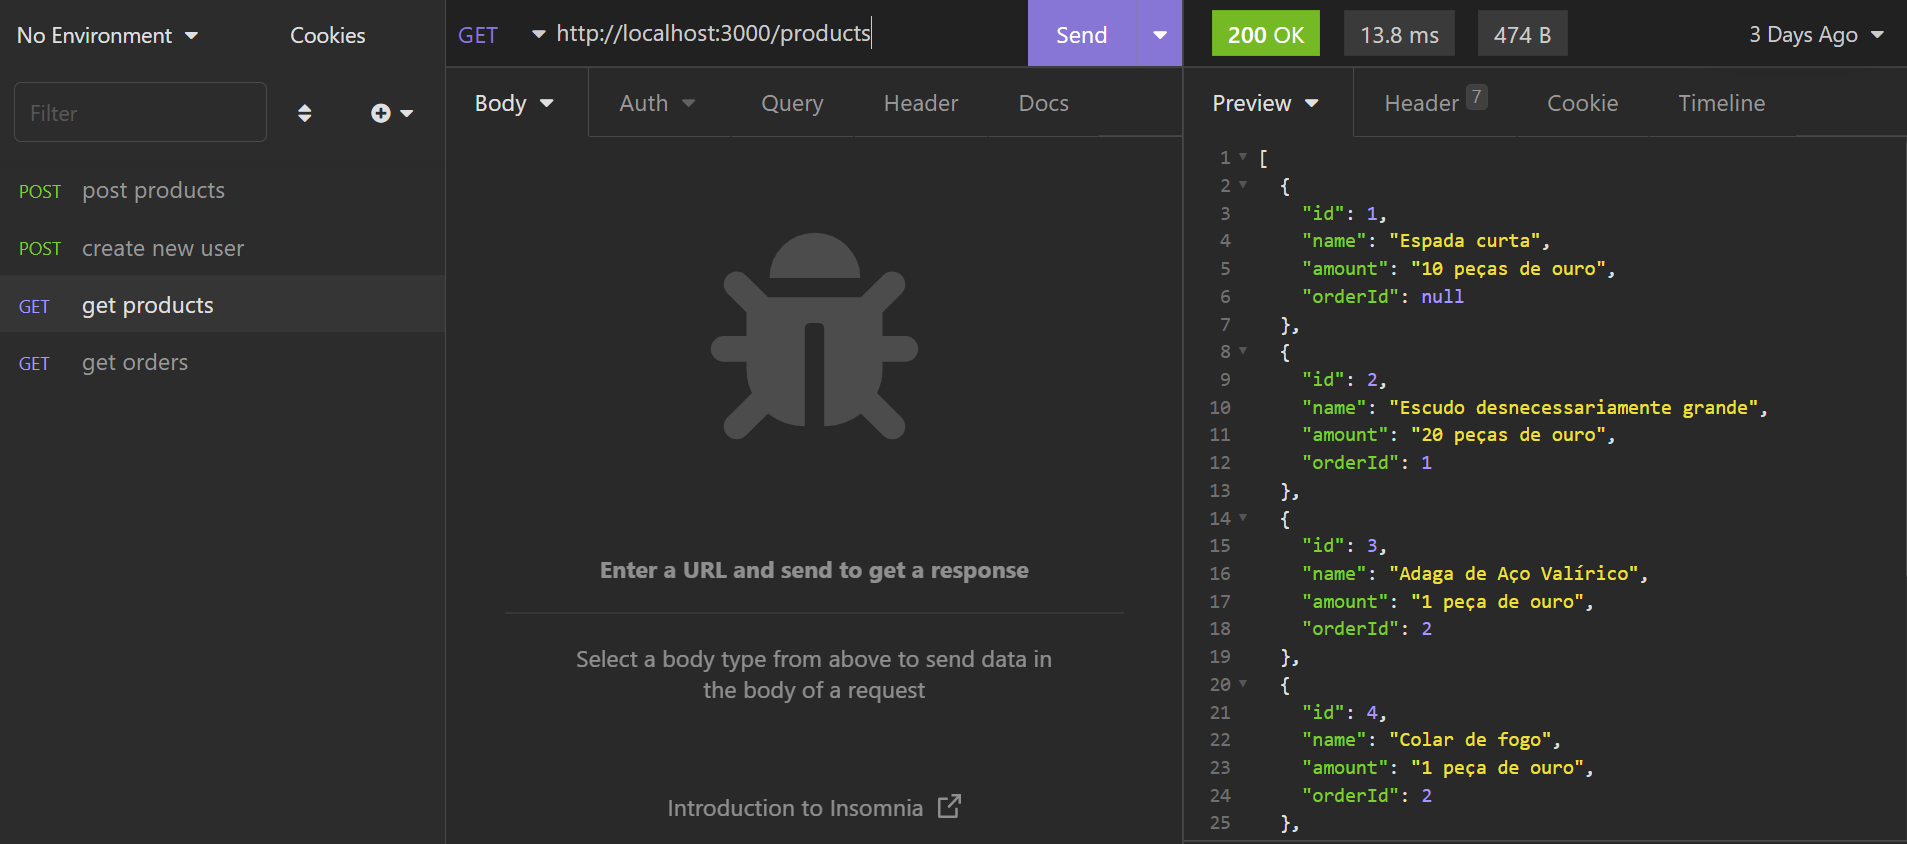 No Environment
Cookies
Filter
POST post products
POST create new user
GET get products
GET get orders
GET http://localhost:3000/products Send
Body Auth Query Header Docs
Enter a URL and send to get a response
Select a body type from above to send data in
the body of a request
Introduction to Insomnia
200 OK 13.8 ms 474 B 3 Days Ago
Preview Header 7 Cookie Timeline
1 [
2 {
3 "id": 1,
4 "name": "Espada curta",
5 "amount": "10 peças de ouro",
6 "orderId": null
7 },
8 {
9 "id": 2,
10 "name": "Escudo desnecessariamente grande",
11 "amount": "20 peças de ouro",
12 "orderId": 1
13 },
14 {
15 "id": 3,
16 "name": "Adaga de Aço Valírico",
17 "amount": "1 peça de ouro",
18 "orderId": 2
19 },
20 {
21 "id": 4,
22 "name": "Colar de fogo",
23 "amount": "1 peça de ouro",
24 "orderId": 2
25 },